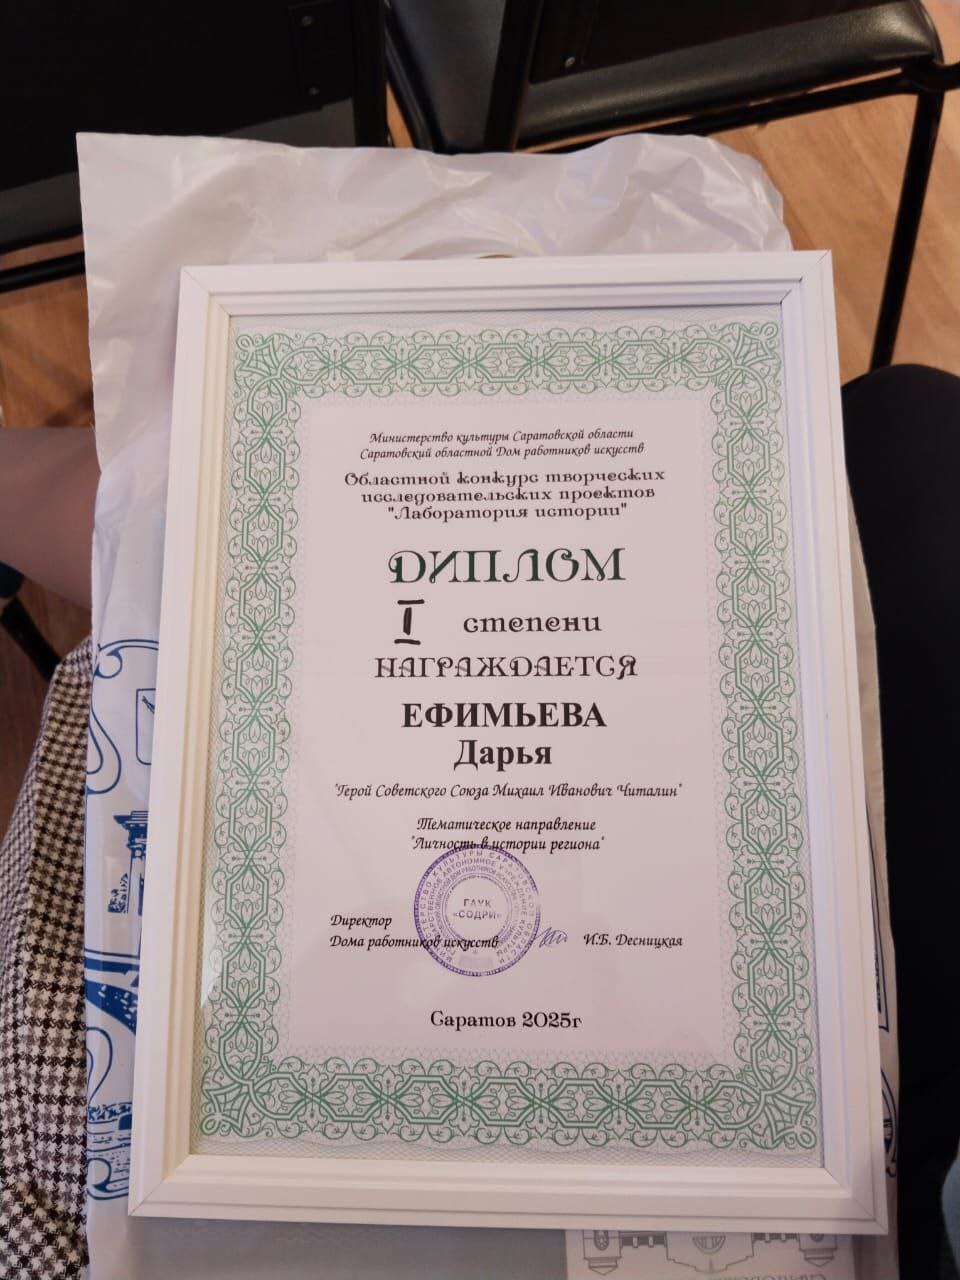 Министерство культуры Саратовской области
Саратовский областной Дом работников искусств
Областной конкурс творческих
исследовательских проектов
"Лаборатория истории"
ДИПЛОМ
I степени
НАГРАЖДАЕТСЯ
ЕФИМЬЕВА
Дарья
"Герой Советского Союза Михаил Иванович Читалин"
Тематическое направление
"Личность в истории региона"
ГАУК
«СОДРИ»
Директор
Дома работников искусств И.Б. Десницкая
Саратов 2025г